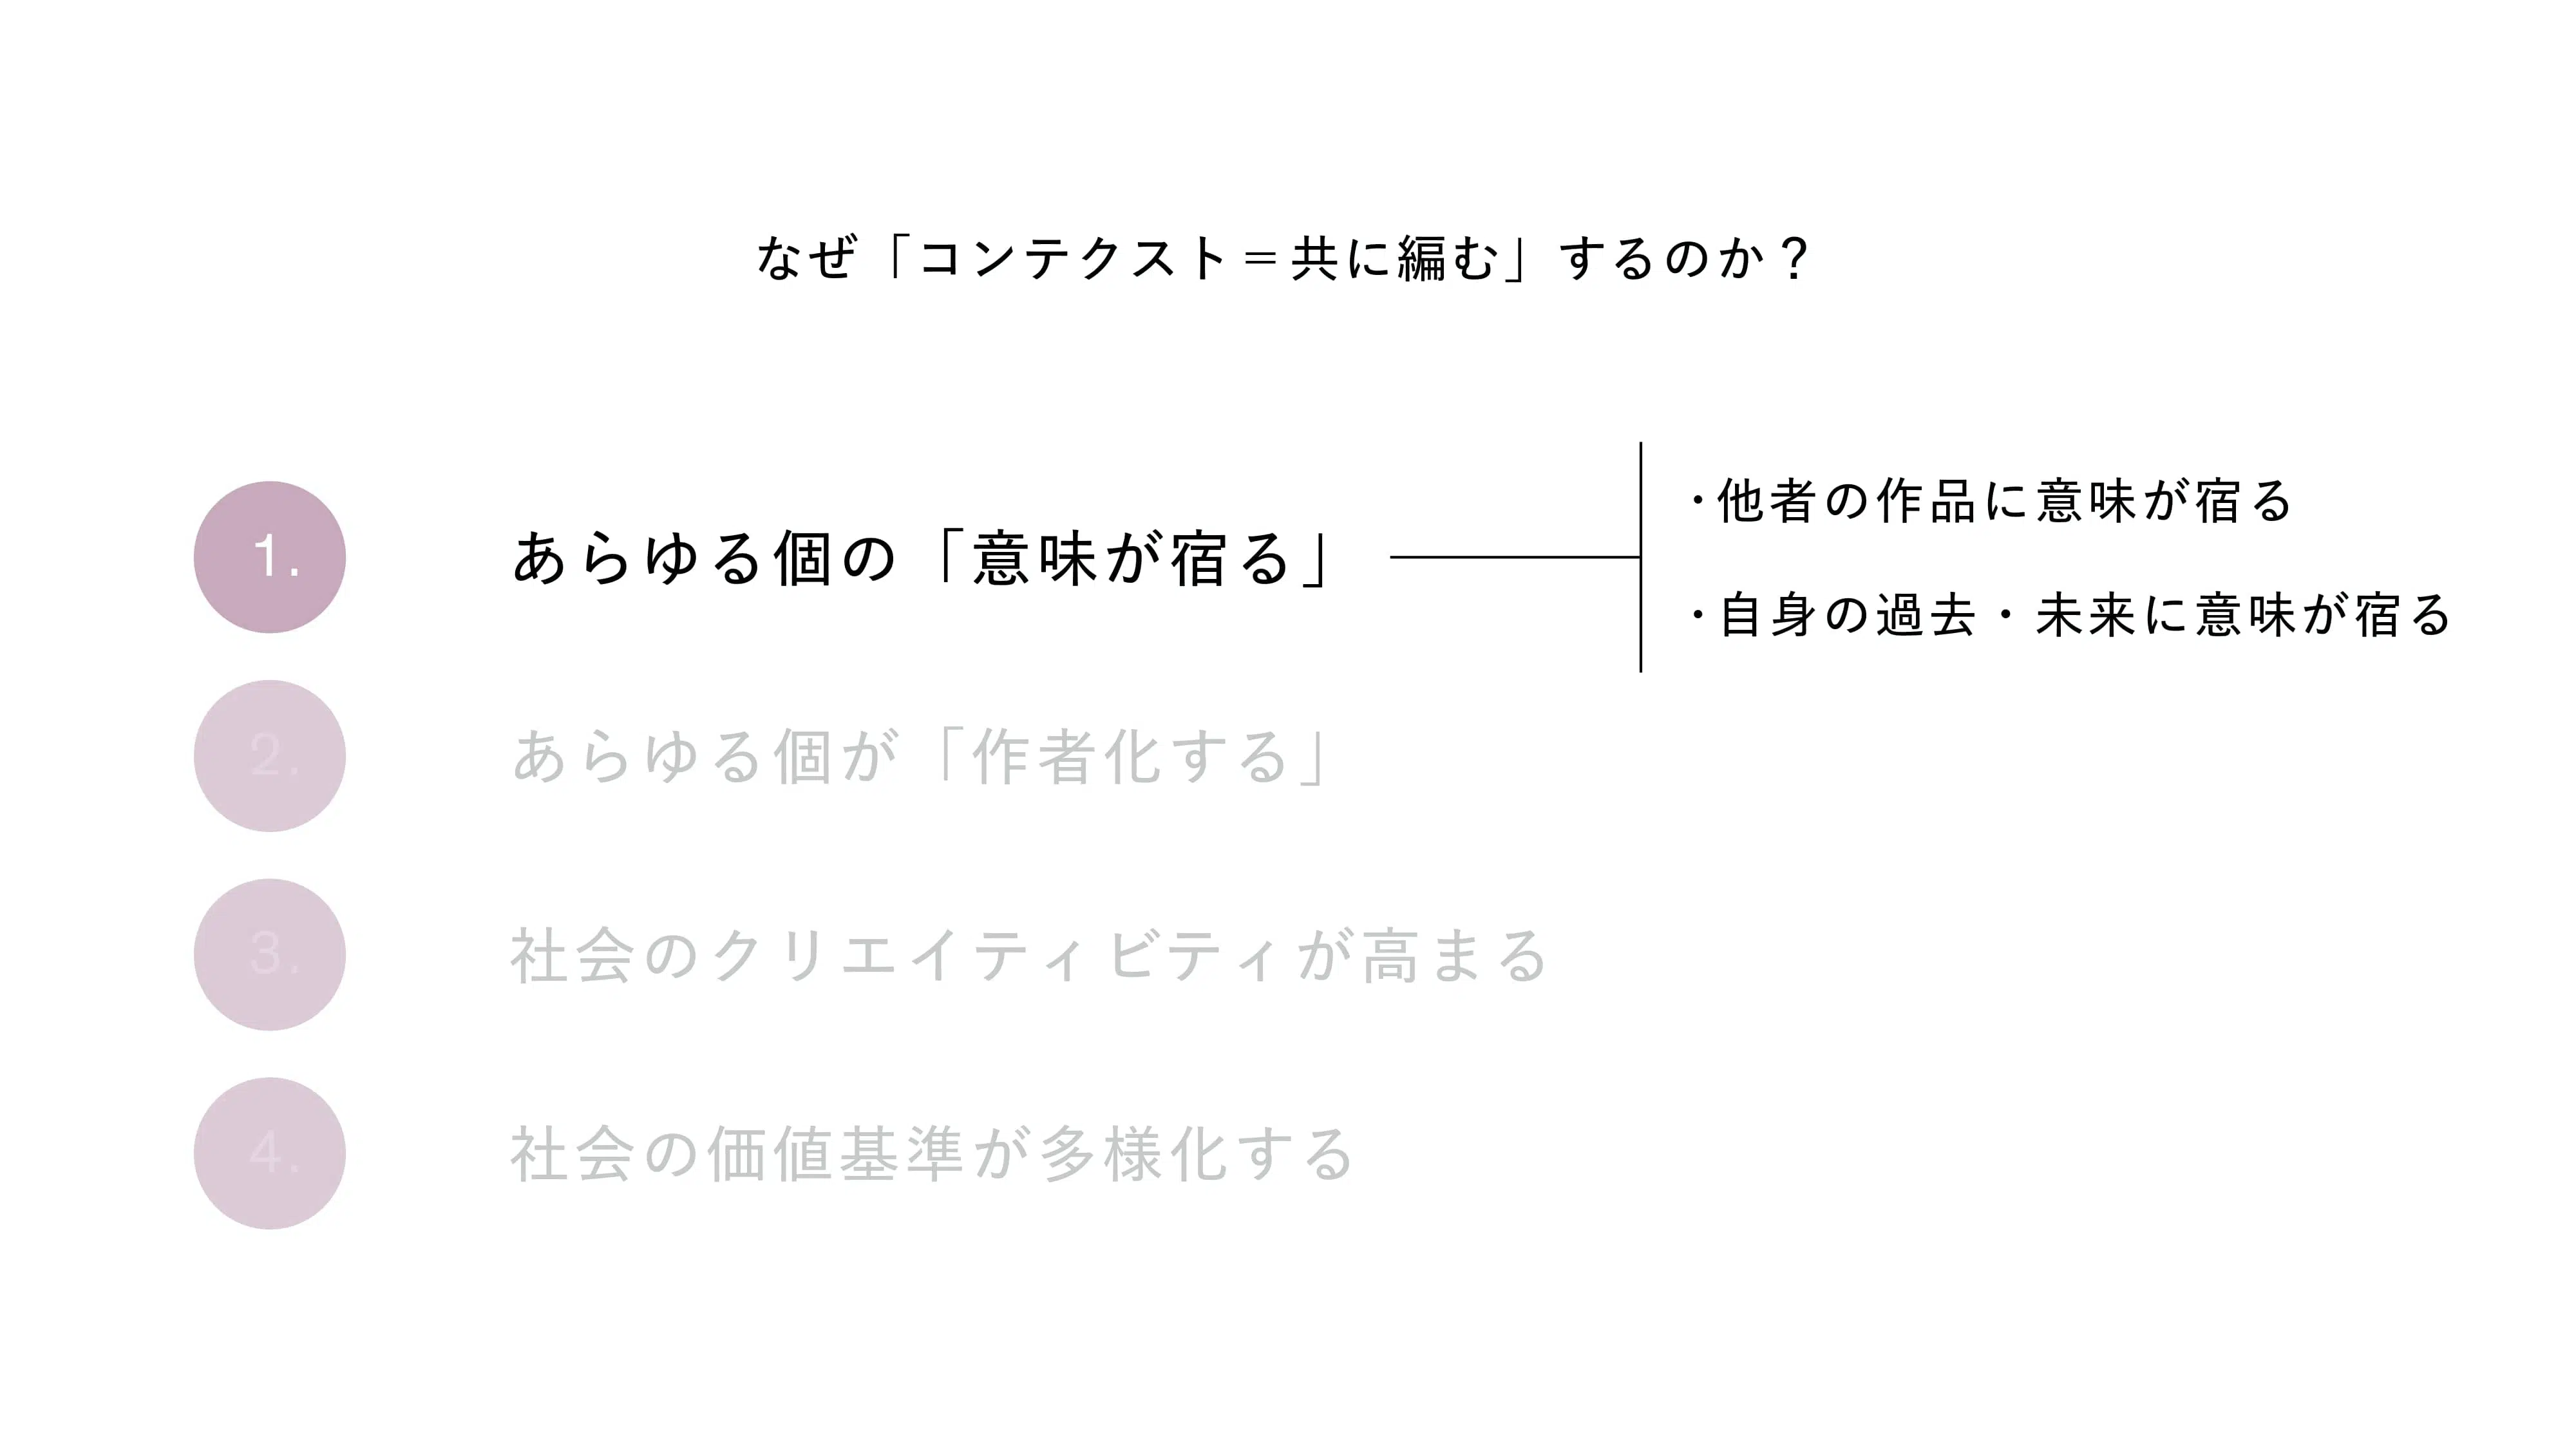 なぜ「コンテクスト＝共に編む」するのか？
1.
あらゆる個の「意味が宿る」
・他者の作品に意味が宿る
・自身の過去・未来に意味が宿る
2.
あらゆる個が「作者化する」
3.
社会のクリエイティビティが高まる
4.
社会の価値基準が多様化する